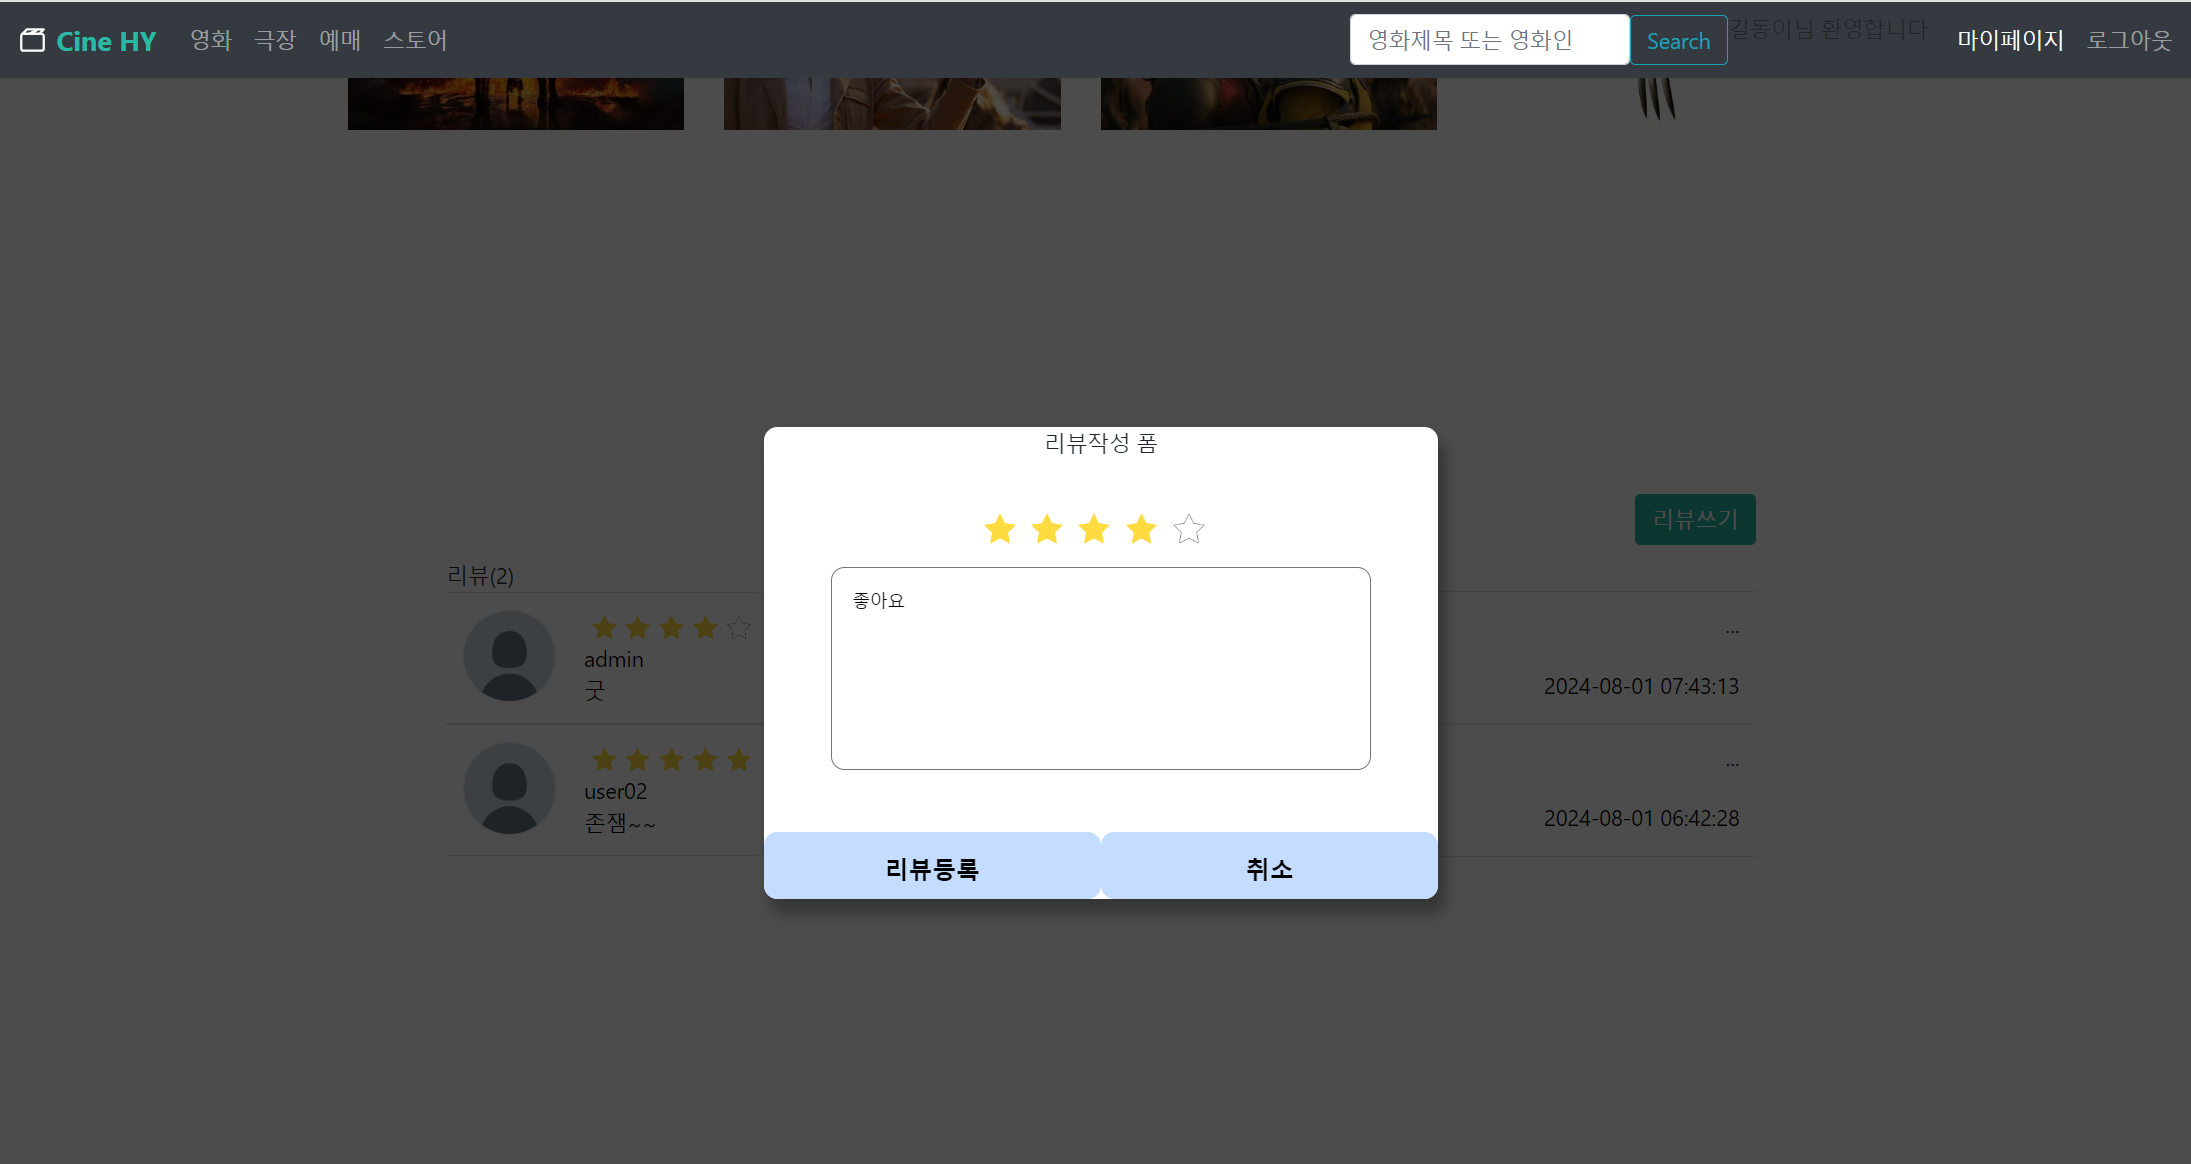 Cine HY 영화 극장 예매 스토어 영화제목 또는 영화인 Search 길동이님 환영합니다 마이페이지 로그아웃
리뷰작성 폼
리뷰쓰기
리뷰(2)
좋아요
...
admin
굿
2024-08-01 07:43:13
...
user02
존잼~~
2024-08-01 06:42:28
리뷰등록 취소